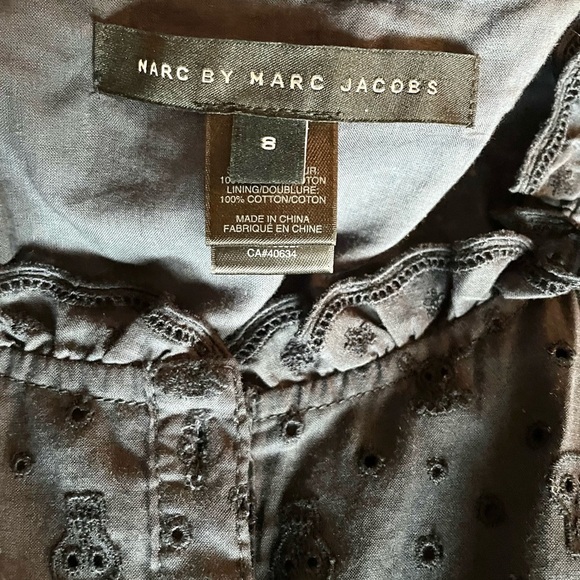 MARC BY MARC JACOBS
8
LINING/DOUBLURE:
100% COTTON/COTON
MADE IN CHINA
FABRIQUÉ EN CHINE
CA#40634